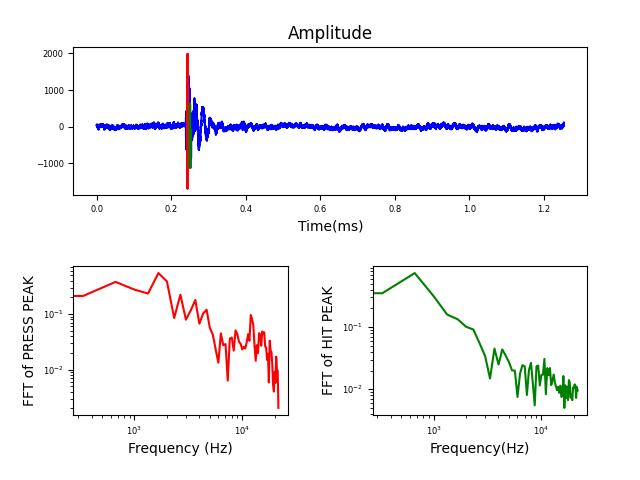 Amplitude
2000
1000
0
−1000
0.0 0.2 0.4 0.6 0.8 1.0 1.2
Time(ms)
FFT of PRESS PEAK
10⁻¹
10⁻²
10³ 10⁴
Frequency (Hz)
FFT of HIT PEAK
10⁻¹
10⁻²
10³ 10⁴
Frequency(Hz)